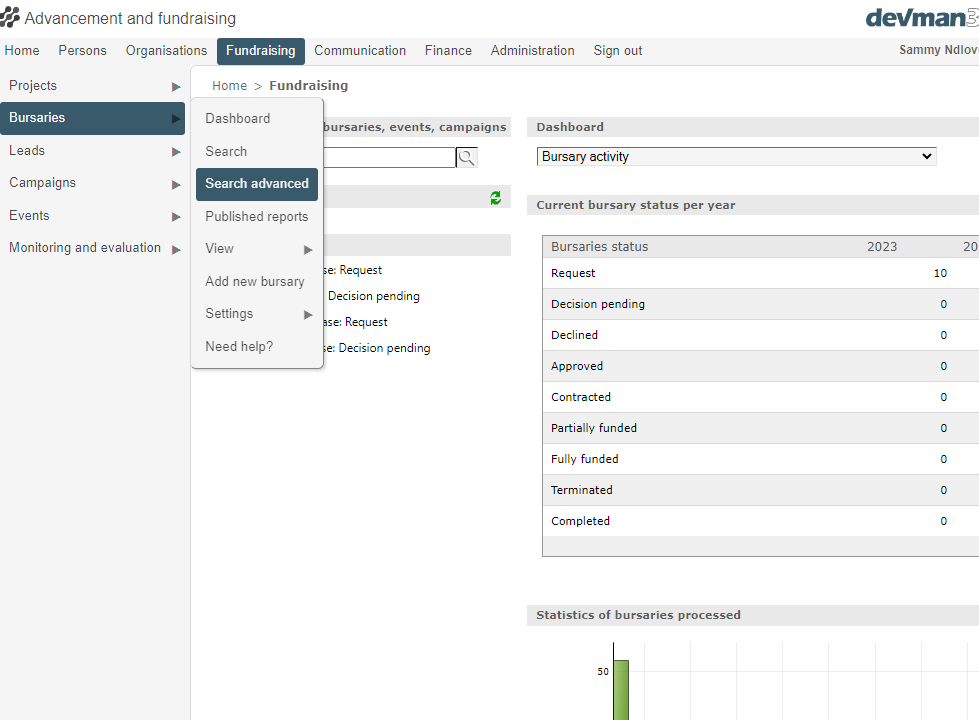 Advancement and fundraising
devman3
Home Persons Organisations Fundraising Communication Finance Administration Sign out
Sammy Ndlov
Projects
Bursaries
Leads
Campaigns
Events
Monitoring and evaluation
Home > Fundraising
Dashboard
Search
Search advanced
Published reports
View
Add new bursary
Settings
Need help?
bursaries, events, campaigns
se: Request
Decision pending
ase: Request
se: Decision pending
Dashboard
Bursary activity
Current bursary status per year
Bursaries status 2023 20
Request 10
Decision pending 0
Declined 0
Approved 0
Contracted 0
Partially funded 0
Fully funded 0
Terminated 0
Completed 0
Statistics of bursaries processed
50